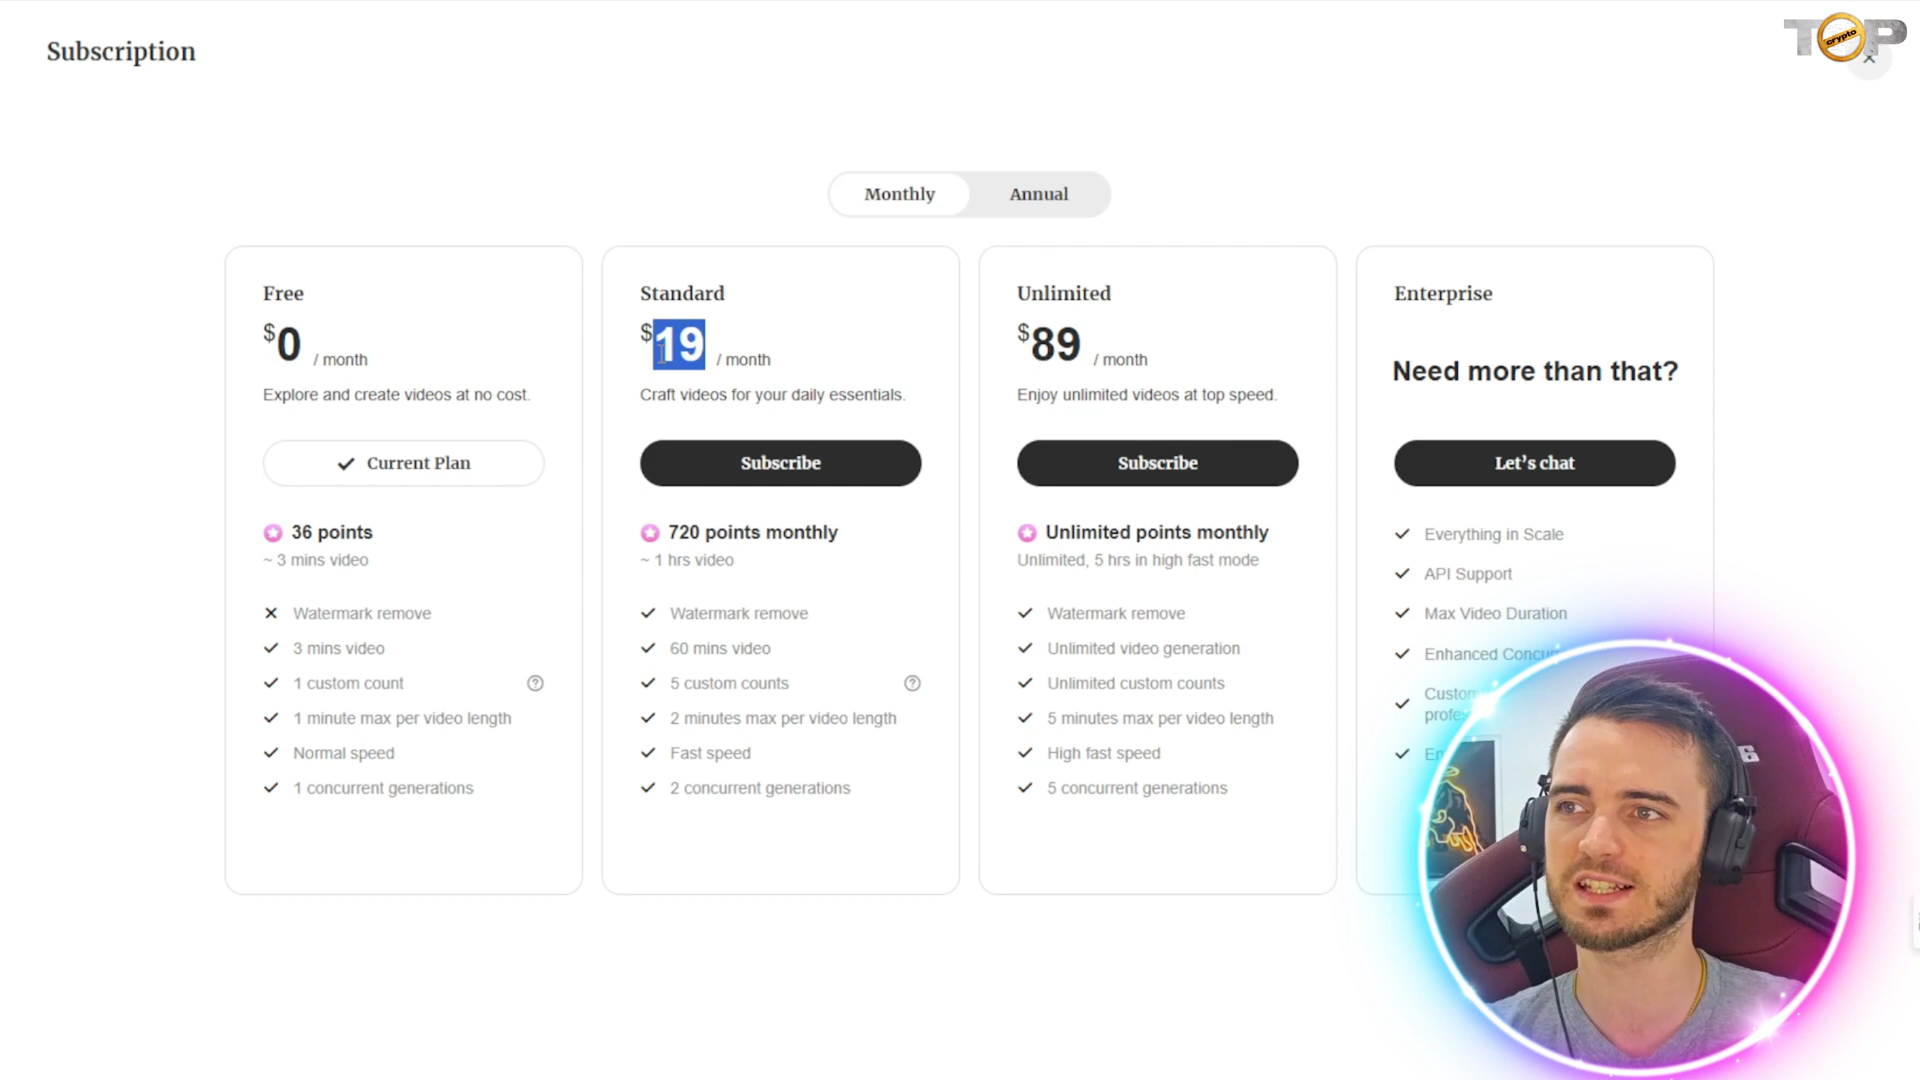 Subscription
TOP
crypto
Monthly
Annual
Free
$0 / month
Explore and create videos at no cost.
Current Plan
36 points
~ 3 mins video
Watermark remove
3 mins video
1 custom count
1 minute max per video length
Normal speed
1 concurrent generations
Standard
$19 / month
Craft videos for your daily essentials.
Subscribe
720 points monthly
~ 1 hrs video
Watermark remove
60 mins video
5 custom counts
2 minutes max per video length
Fast speed
2 concurrent generations
Unlimited
$89 / month
Enjoy unlimited videos at top speed.
Subscribe
Unlimited points monthly
Unlimited, 5 hrs in high fast mode
Watermark remove
Unlimited video generation
Unlimited custom counts
5 minutes max per video length
High fast speed
5 concurrent generations
Enterprise
Need more than that?
Let's chat
Everything in Scale
API Support
Max Video Duration
Enhanced